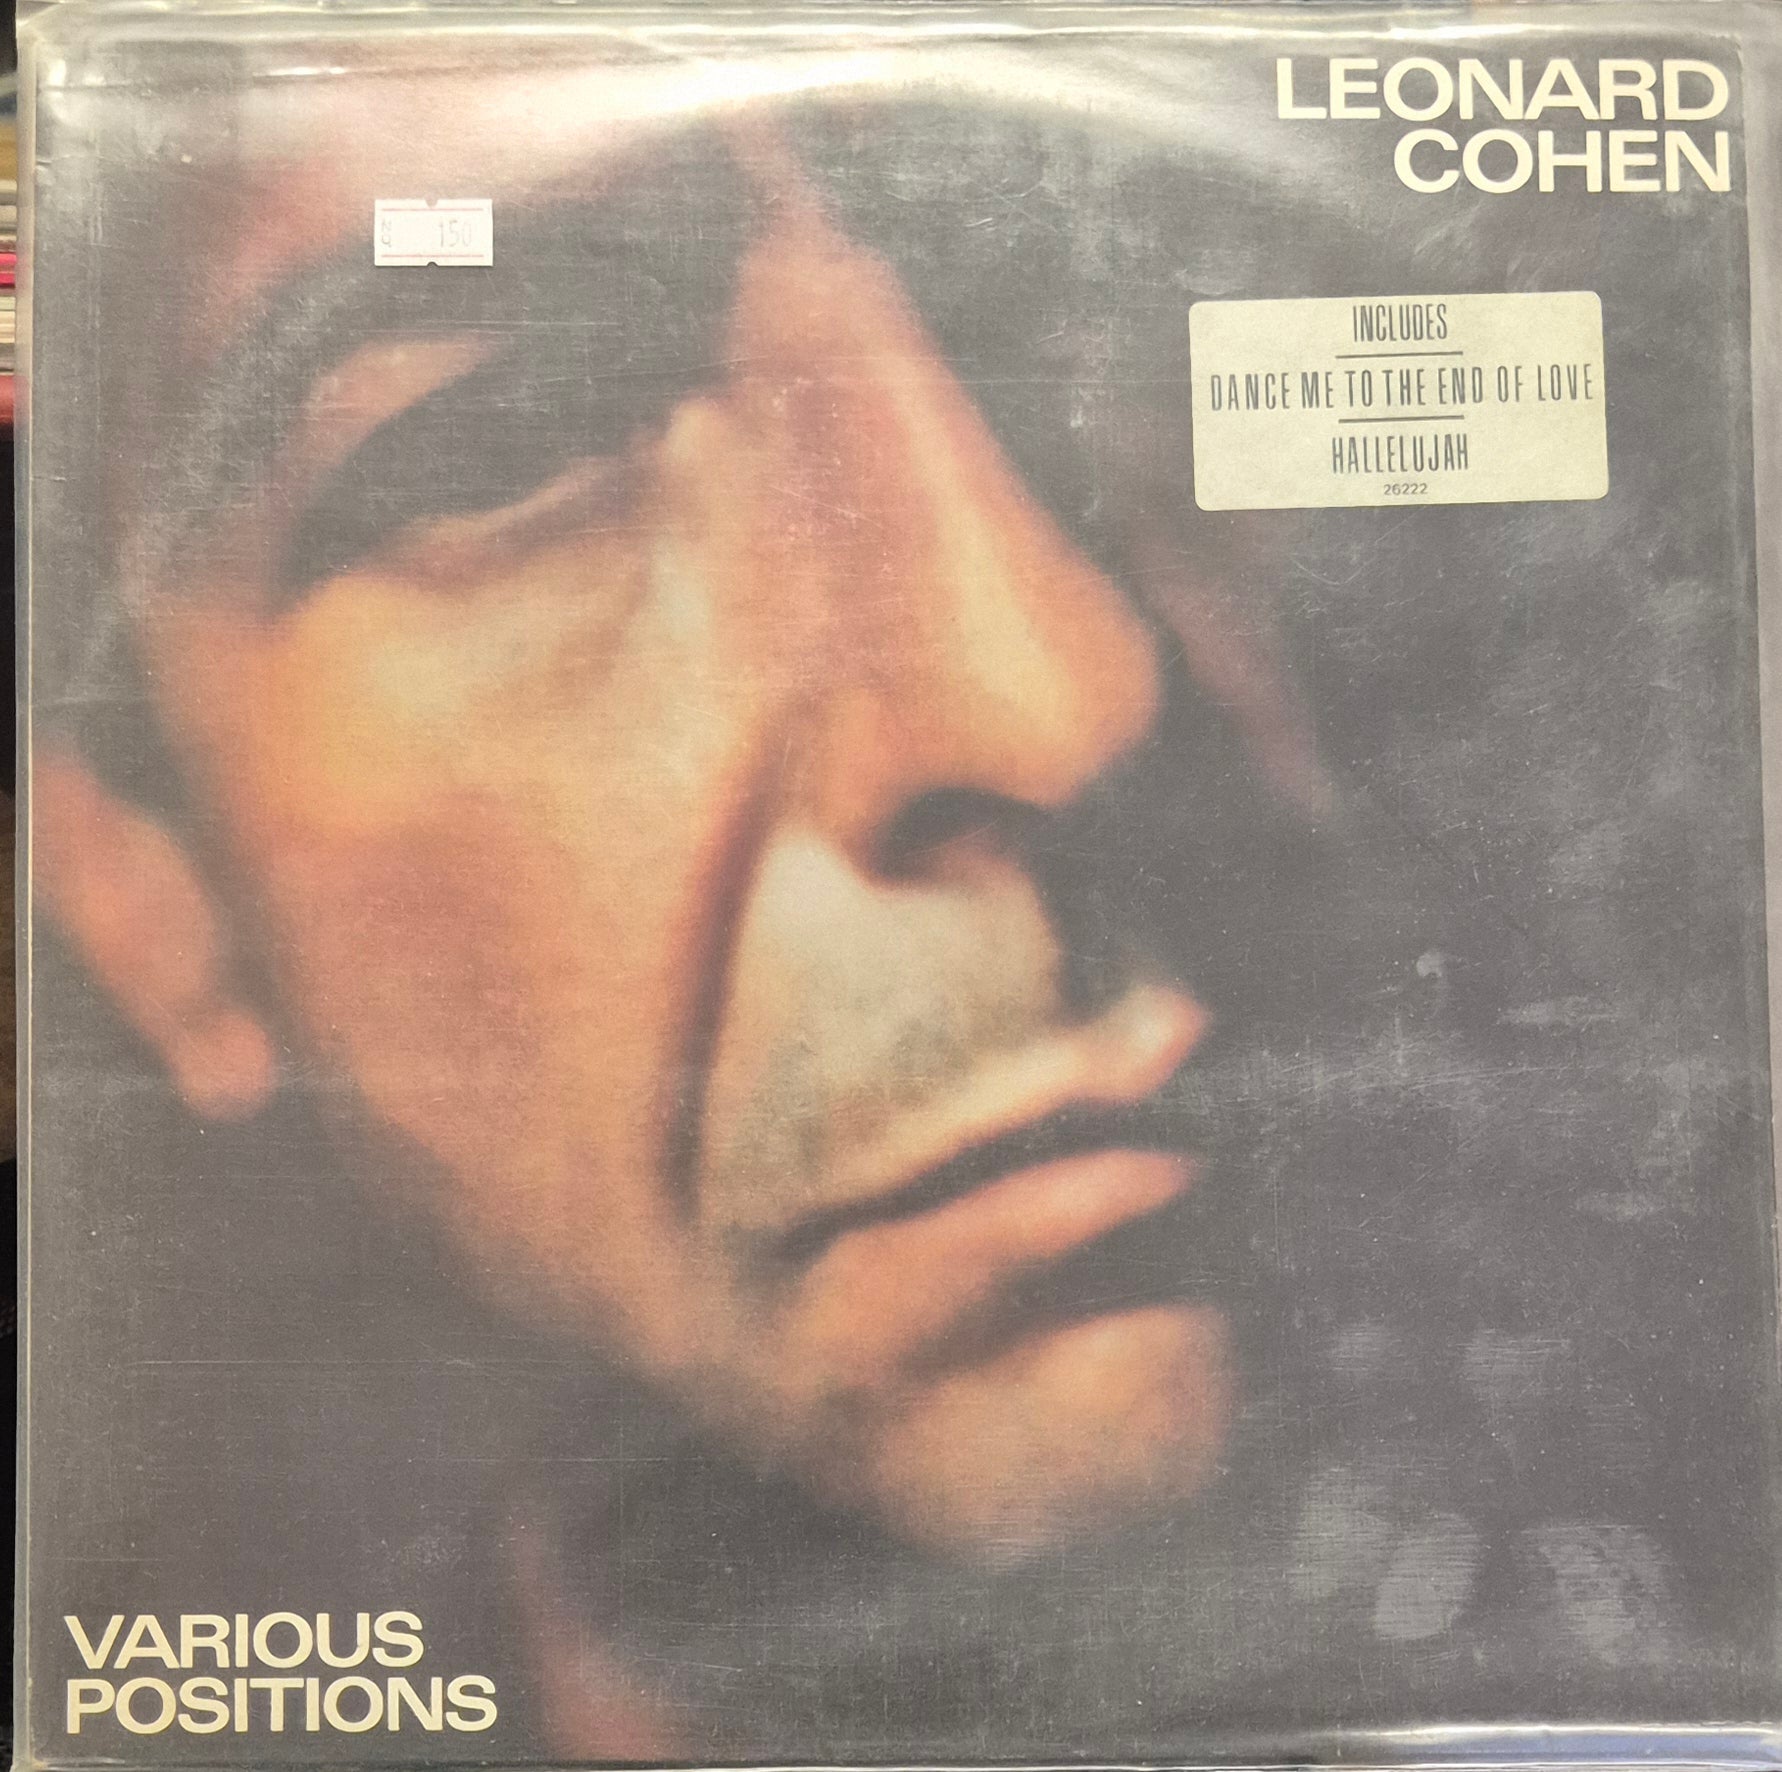 LEONARD
COHEN
150
INCLUDES
DANCE ME TO THE END OF LOVE
HALLELUJAH
26222
VARIOUS
POSITIONS